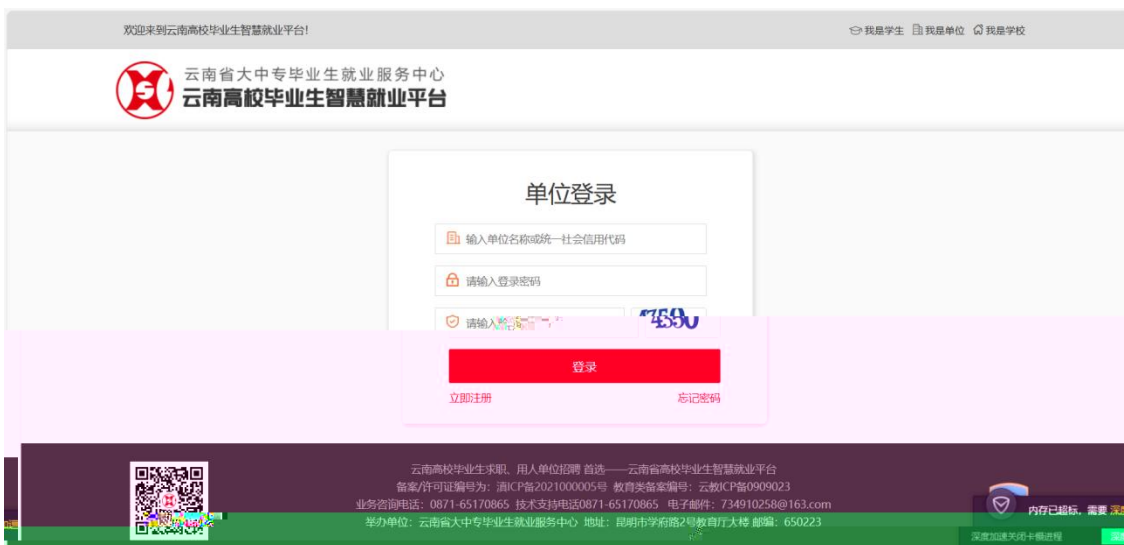 欢迎来到云南高校毕业生智慧就业平台!
我是学生 我是单位 我是学校
云南省大中专毕业生就业服务中心
云南高校毕业生智慧就业平台
单位登录
输入单位名称或统一社会信用代码
请输入登录密码
请输入
登录
立即注册 忘记密码
云南高校毕业生求职、用人单位招聘 首选——云南省高校毕业生智慧就业平台
备案/许可证编号为：滇ICP备2021000005号 教育类备案编号：云教ICP备0909023
业务咨询电话：0871-65170865 技术支持电话0871-65170865 电子邮件：734910258@163.com
举办单位：云南省大中专毕业生就业服务中心 地址：昆明市学府路2号教育厅大楼 邮编：650223
内存已超标，需要
深度加速关闭卡慢进程